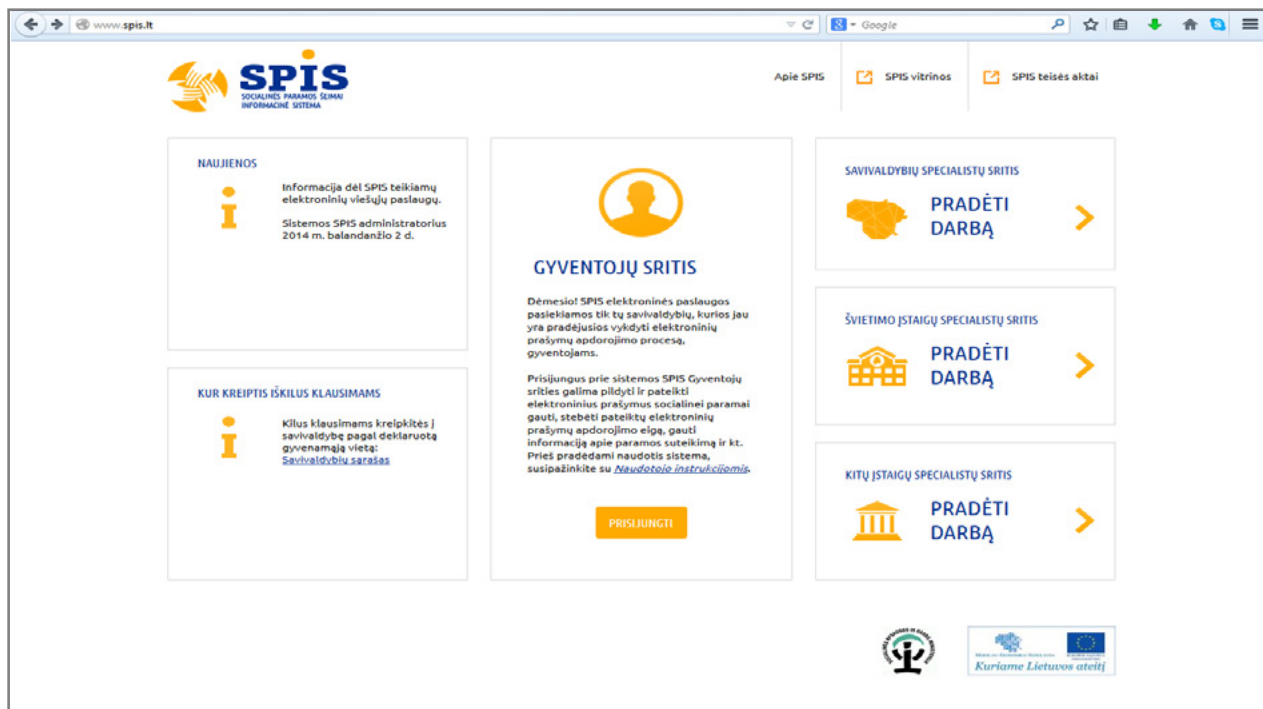 www.spis.lt
Google
SPIS
SOCIALINĖS PARAMOS ŠEIMAI
INFORMACINĖ SISTEMA
Apie SPIS
SPIS vitrinos
SPIS teisės aktai
NAUJIENOS
Informacija dėl SPIS teikiamų
elektroninių viešųjų paslaugų.
Sistemos SPIS administratorius
2014 m. balandžio 2 d.
KUR KREIPTIS IŠKILUS KLAUSIMAMS
Kilus klausimams kreipkitės į
savivaldybę pagal deklaruotą
gyvenamąją vietą:
Savivaldybių sarašas
GYVENTOJŲ SRITIS
Dėmesio! SPIS elektroninės paslaugos
pasiekiamos tik tų savivaldybių, kurios jau
yra pradėjusios vykdyti elektroninių
prašymų apdorojimo procesą,
gyventojams.
Prisijungus prie sistemos SPIS Gyventojų
srities galima pildyti ir pateikti
elektroninius prašymus socialinei paramai
gauti, stebėti pateiktų elektroninių
prašymų apdorojimo eigą, gauti
informaciją apie paramos suteikimą ir kt.
Prieš pradėdami naudotis sistema,
susipažinkite su Naudotojo instrukcijomis.
PRISIJUNGTI
SAVIVALDYBIŲ SPECIALISTŲ SRITIS
PRADĖTI
DARBĄ
ŠVIETIMO ĮSTAIGŲ SPECIALISTŲ SRITIS
PRADĖTI
DARBĄ
KITŲ ĮSTAIGŲ SPECIALISTŲ SRITIS
PRADĖTI
DARBĄ
Kuriame Lietuvos ateitį